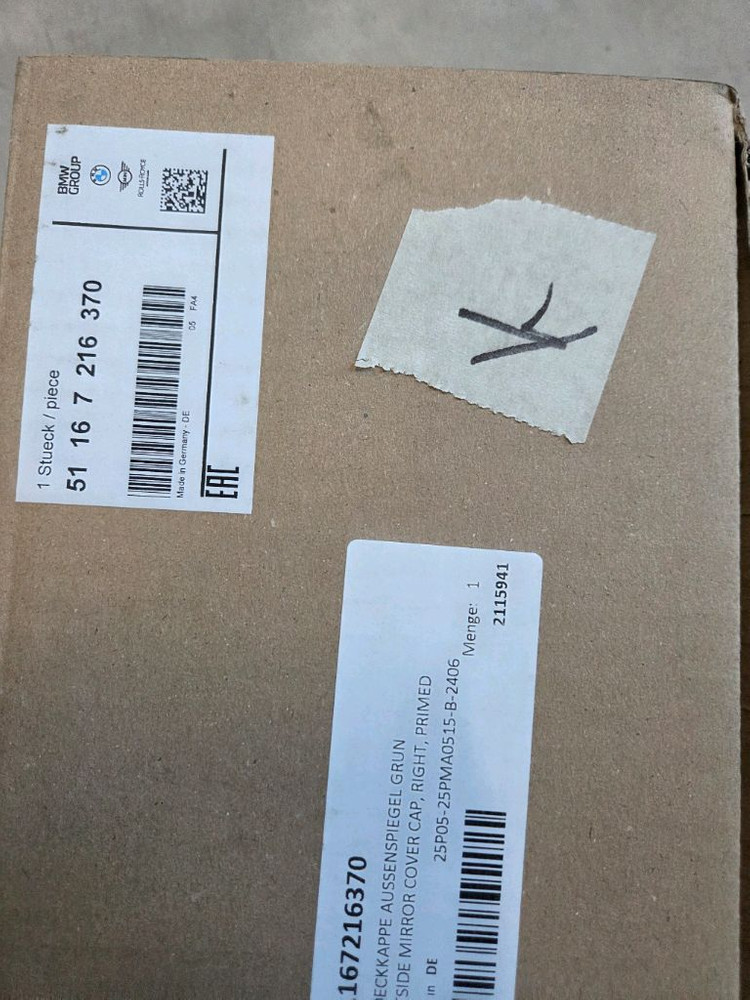 BMW
GROUP
ROLLS-ROYCE
1 Stueck / piece
51 16 7 216 370
05 FA4
Made in Germany - DE
EAC
K
167216370
ECKKAPPE AUSSENSPIEGEL GRUN
SIDE MIRROR COVER CAP, RIGHT, PRIMED
in DE
25P05-25PMA0515-B-2406
Menge: 1
2115941